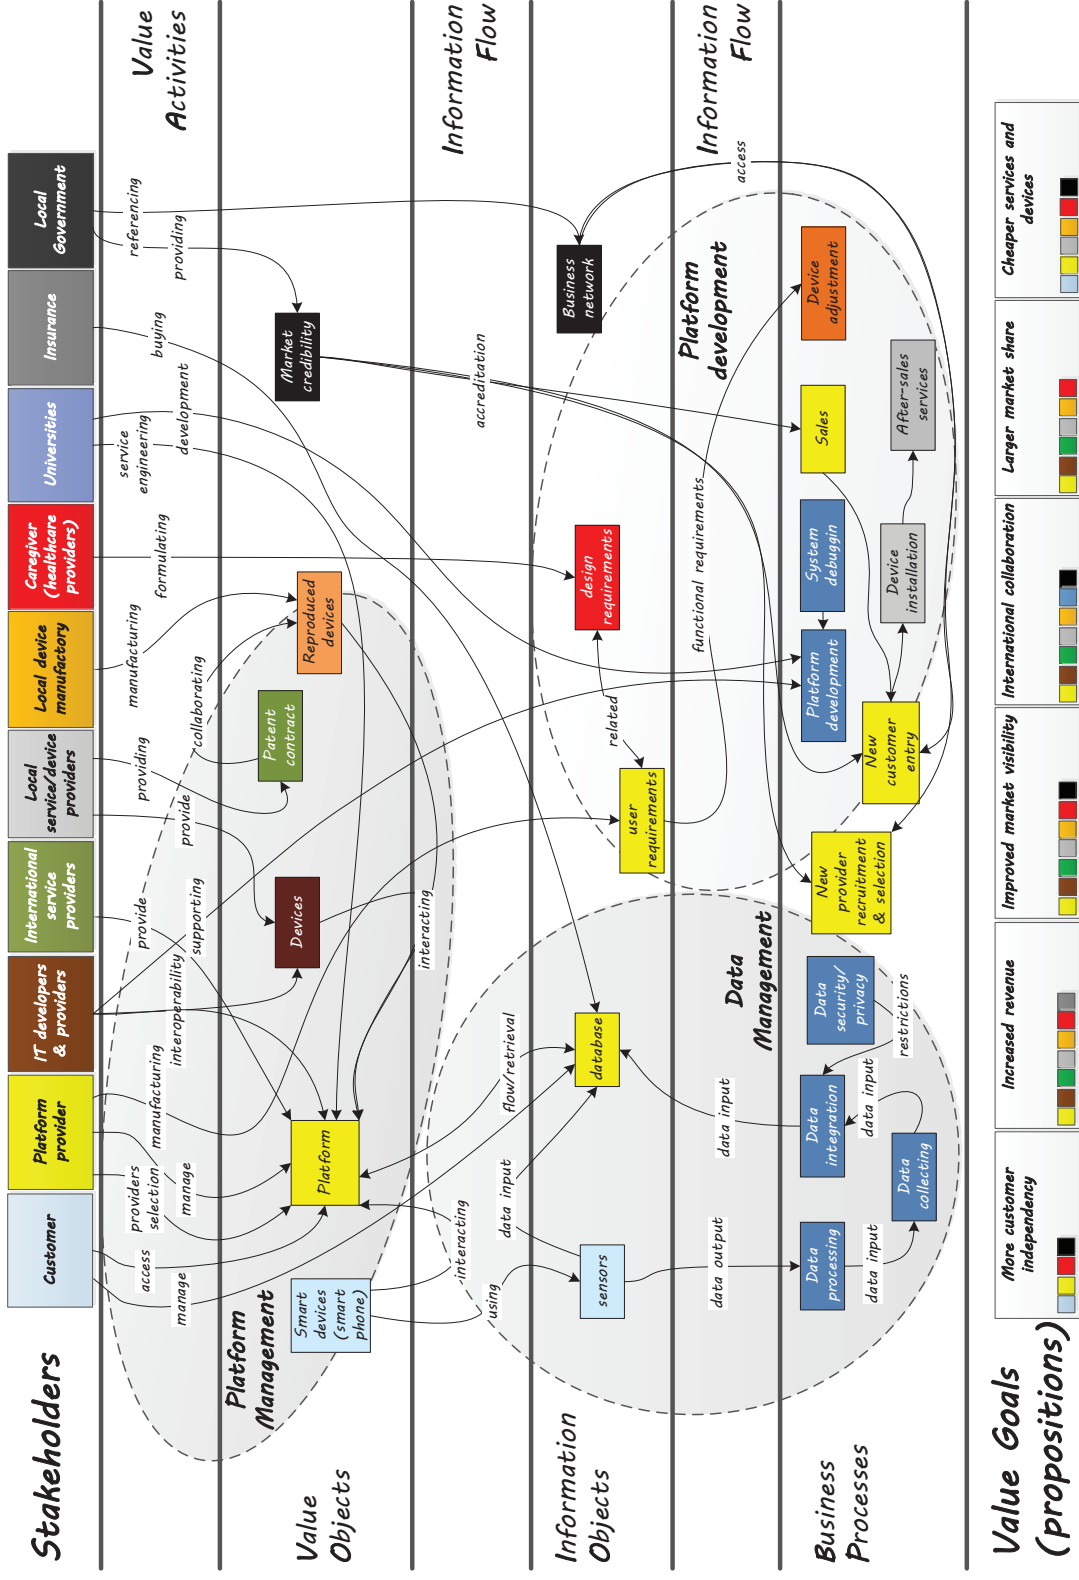 Stakeholders
Customer
Platform
provider
IT developers
& providers
International
service
providers
Local
service/device
providers
Local device
manufactory
Caregiver
(healthcare
providers)
Universities
Insurance
Local
Government
Value
Activities
manage
access
providers
selection
manage
manufacturing
interoperability
supporting
provide
provide
providing
collaborating
manufacturing
formulating
service
engineering
development
buying
providing
referencing
Value
Objects
Platform
Management
Smart
devices
(smart
phone)
Platform
Devices
Patent
contract
Reproduced
devices
Market
credibility
Information
Flow
using
interacting
data input
flow/retrieval
interacting
accreditation
Information
Objects
sensors
database
user
requirements
related
design
requirements
Business
network
Information
Flow
data output
data input
Data
Management
functional requirements
Platform
development
access
Business
Processes
Data
processing
data input
Data
collecting
Data
integration
data input
Data
security/
privacy
restrictions
New
provider
recruitment
& selection
New
customer
entry
Platform
development
System
debuggin
Device
installation
Sales
After-sales
services
Device
adjustment
Value Goals
(propositions)
More customer
independency
Increased revenue
Improved market visibility
International collaboration
Larger market share
Cheaper services and
devices